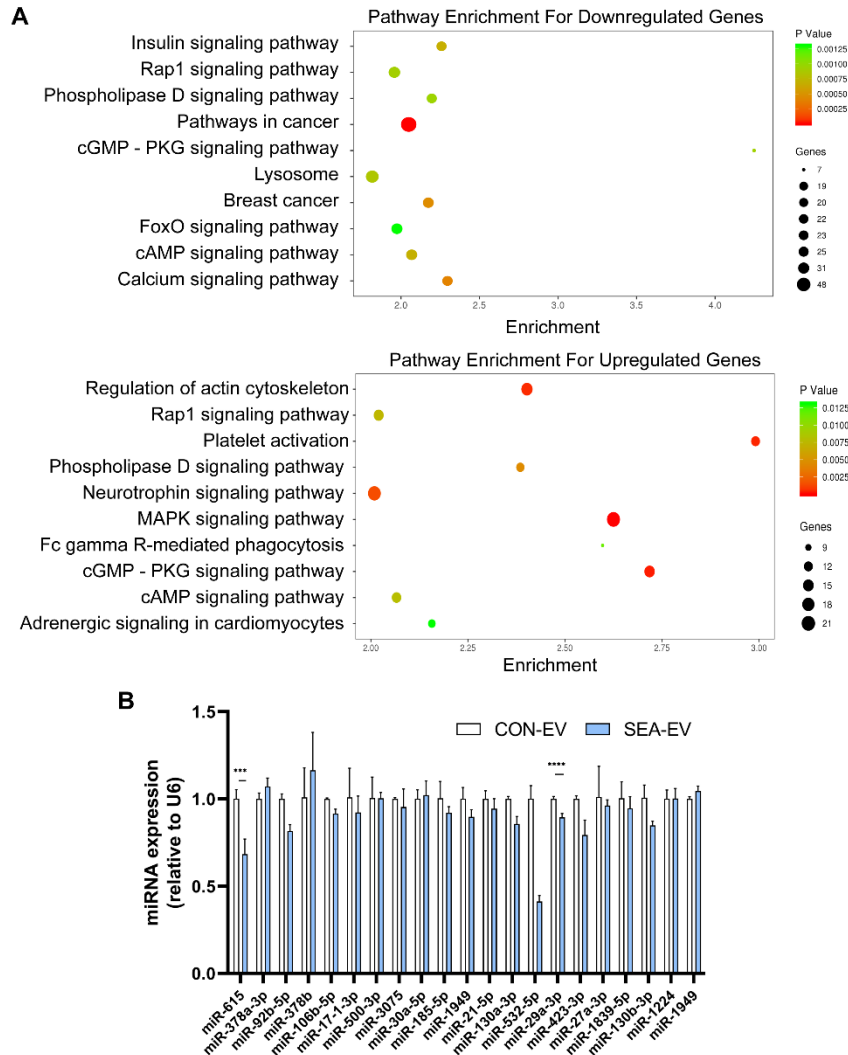 A
Pathway Enrichment For Downregulated Genes
Insulin signaling pathway
Rap1 signaling pathway
Phospholipase D signaling pathway
Pathways in cancer
cGMP - PKG signaling pathway
Lysosome
Breast cancer
FoxO signaling pathway
cAMP signaling pathway
Calcium signaling pathway
2.0 2.5 3.0 3.5 4.0
Enrichment
P Value
0.00125
0.00100
0.00075
0.00050
0.00025
Genes
7
19
20
22
23
25
31
48
Pathway Enrichment For Upregulated Genes
Regulation of actin cytoskeleton
Rap1 signaling pathway
Platelet activation
Phospholipase D signaling pathway
Neurotrophin signaling pathway
MAPK signaling pathway
Fc gamma R-mediated phagocytosis
cGMP - PKG signaling pathway
cAMP signaling pathway
Adrenergic signaling in cardiomyocytes
2.00 2.25 2.50 2.75 3.00
Enrichment
P Value
0.0125
0.0100
0.0075
0.0050
0.0025
Genes
9
12
15
18
21
B
miRNA expression
(relative to U6)
1.5
1.0
0.5
0.0
CON-EV SEA-EV
***
****
miR-615
miR-378a-3p
miR-92b-5p
miR-378b
miR-106b-5p
miR-17-1-3p
miR-500-3p
miR-3075
miR-30a-5p
miR-185-5p
miR-1949
miR-21-5p
miR-130a-3p
miR-532-5p
miR-29a-3p
miR-423-3p
miR-27a-3p
miR-1839-5p
miR-130b-3p
miR-1224
miR-1949